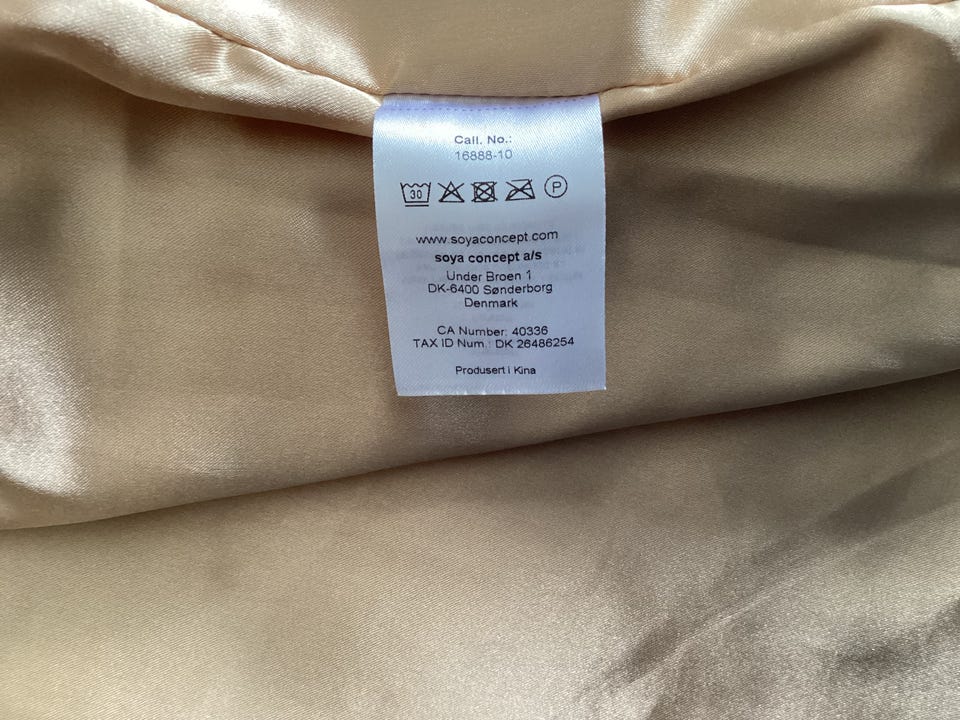 Call. No.:
16888-10
30 P
www.soyaconcept.com
soya concept a/s
Under Broen 1
DK-6400 Sønderborg
Denmark
CA Number: 40336
TAX ID Num.: DK 26486254
Produsert i Kina